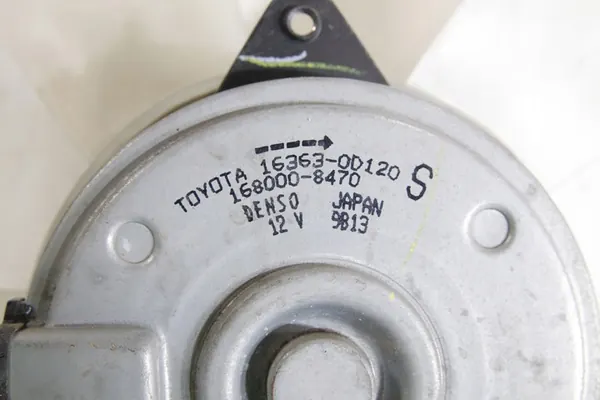 TOYOTA 16363-0D120 S
168000-8470
DENSO JAPAN
12 V 9B13